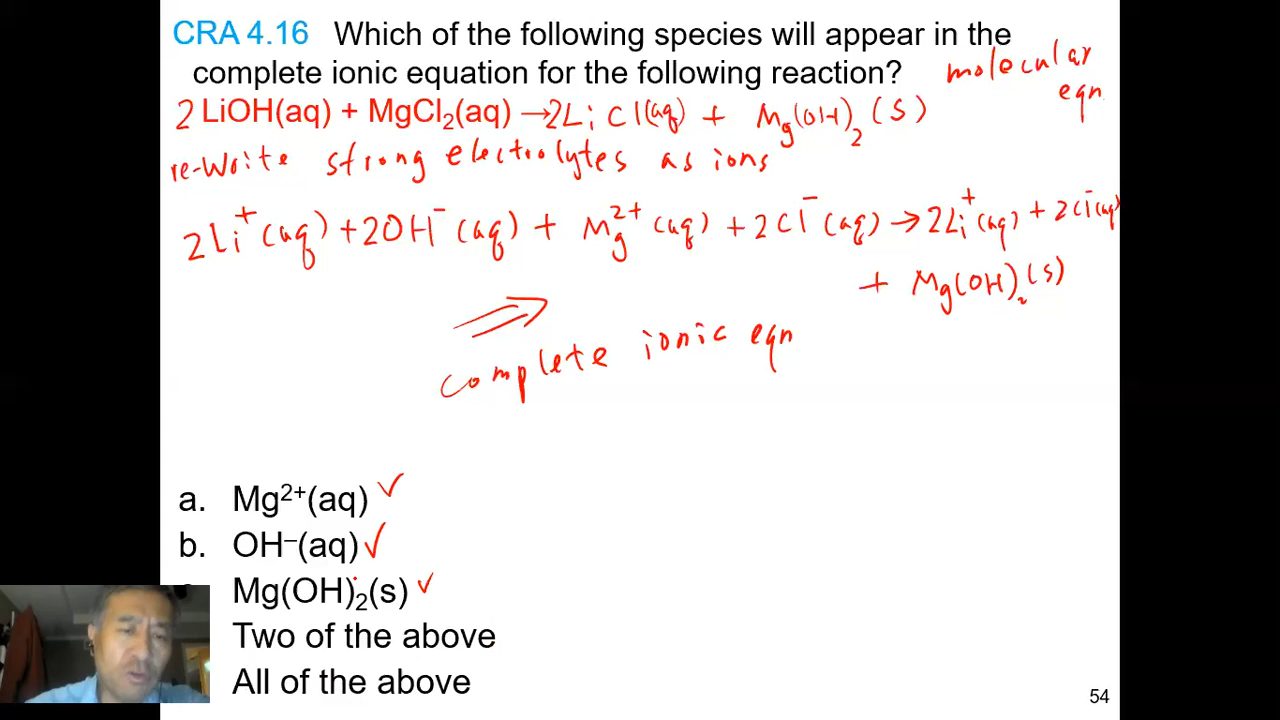 CRA 4.16 Which of the following species will appear in the
complete ionic equation for the following reaction?
molecular
eqn
2 LiOH(aq) + MgCl₂(aq) → 2LiCl(aq) + Mg(OH)₂(s)
re-write strong electrolytes as ions
2Li⁺(aq) + 2OH⁻(aq) + Mg²⁺(aq) + 2Cl⁻(aq) → 2Li⁺(aq) + 2Cl⁻(aq)
+ Mg(OH)₂(s)
complete ionic eqn
a. Mg²⁺(aq) ✓
b. OH⁻(aq) ✓
Mg(OH)₂(s) ✓
Two of the above
All of the above
54